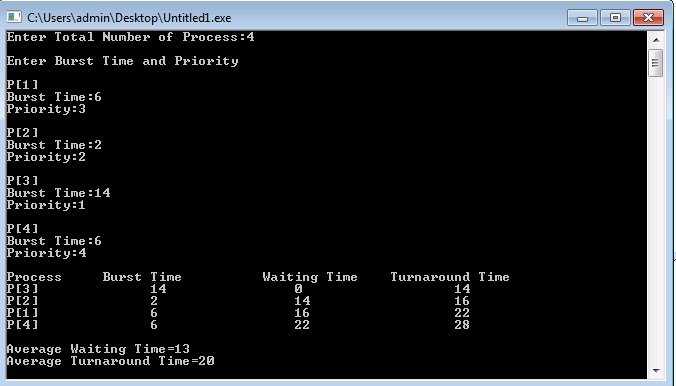 C:\Users\admin\Desktop\Untitled1.exe
Enter Total Number of Process:4
Enter Burst Time and Priority
P[1]
Burst Time:6
Priority:3
P[2]
Burst Time:2
Priority:2
P[3]
Burst Time:14
Priority:1
P[4]
Burst Time:6
Priority:4
Process Burst Time Waiting Time Turnaround Time
P[3] 14 0 14
P[2] 2 14 16
P[1] 6 16 22
P[4] 6 22 28
Average Waiting Time=13
Average Turnaround Time=20